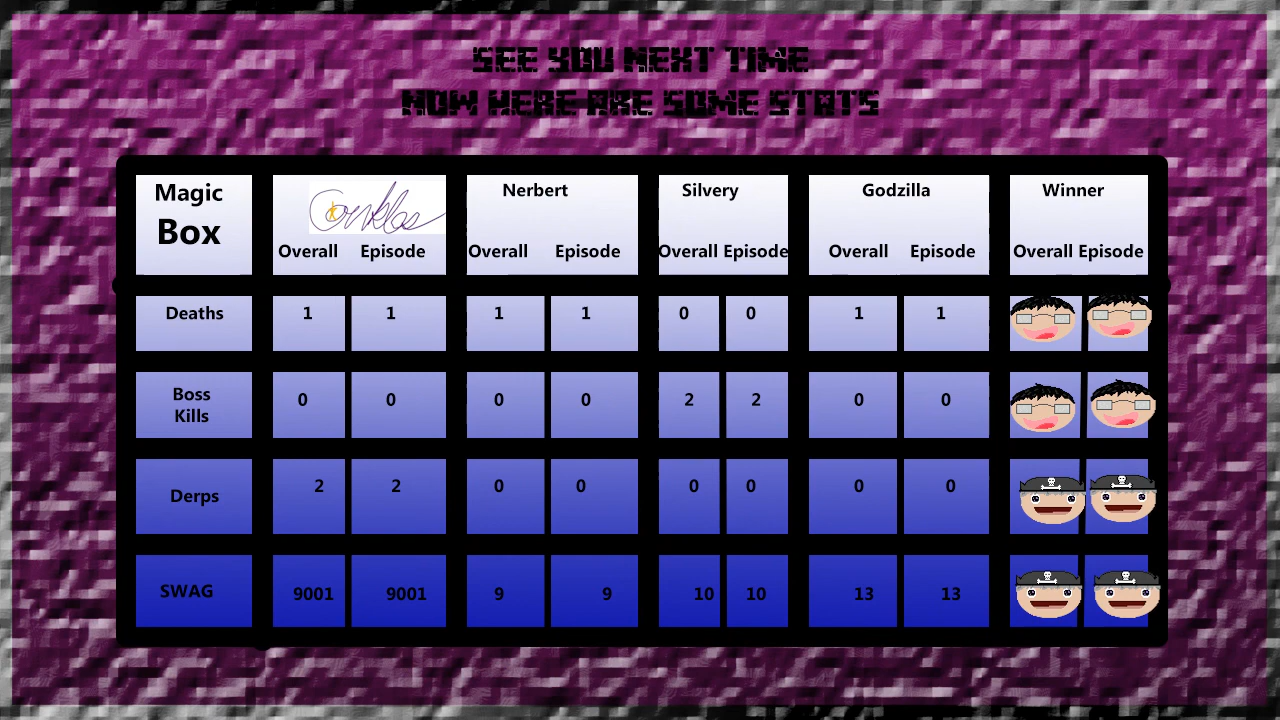 SEE YOU NEXT TIME
NOW HERE ARE SOME STATS
Magic Box
Nerbert Silvery Godzilla Winner
Overall Episode Overall Episode Overall Episode Overall Episode Overall Episode
Deaths 1 1 1 1 0 0 1 1
Boss Kills 0 0 0 0 2 2 0 0
Derps 2 2 0 0 0 0 0 0
SWAG 9001 9001 9 9 10 10 13 13